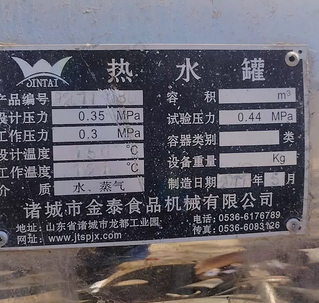 JINTAI 热水罐
产品编号 容积 m³
设计压力 0.35 MPa 试验压力 0.44 MPa
工作压力 0.3 MPa 容器类别 类
设计温度 ℃ 设备重量 Kg
工作温度 ℃ 制造日期 年 月
介质 水、蒸气
诸城市金泰食品机械有限公司
地址:山东省诸城市龙都工业园 电话:0536-6176789
网址:www.jtspjx.com 传真:0536-6083126